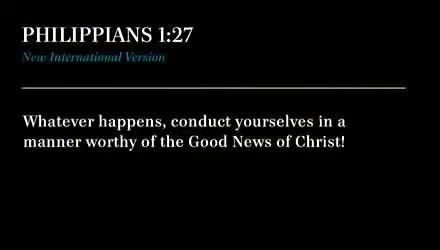 PHILIPPIANS 1:27
New International Version
Whatever happens, conduct yourselves in a
manner worthy of the Good News of Christ!